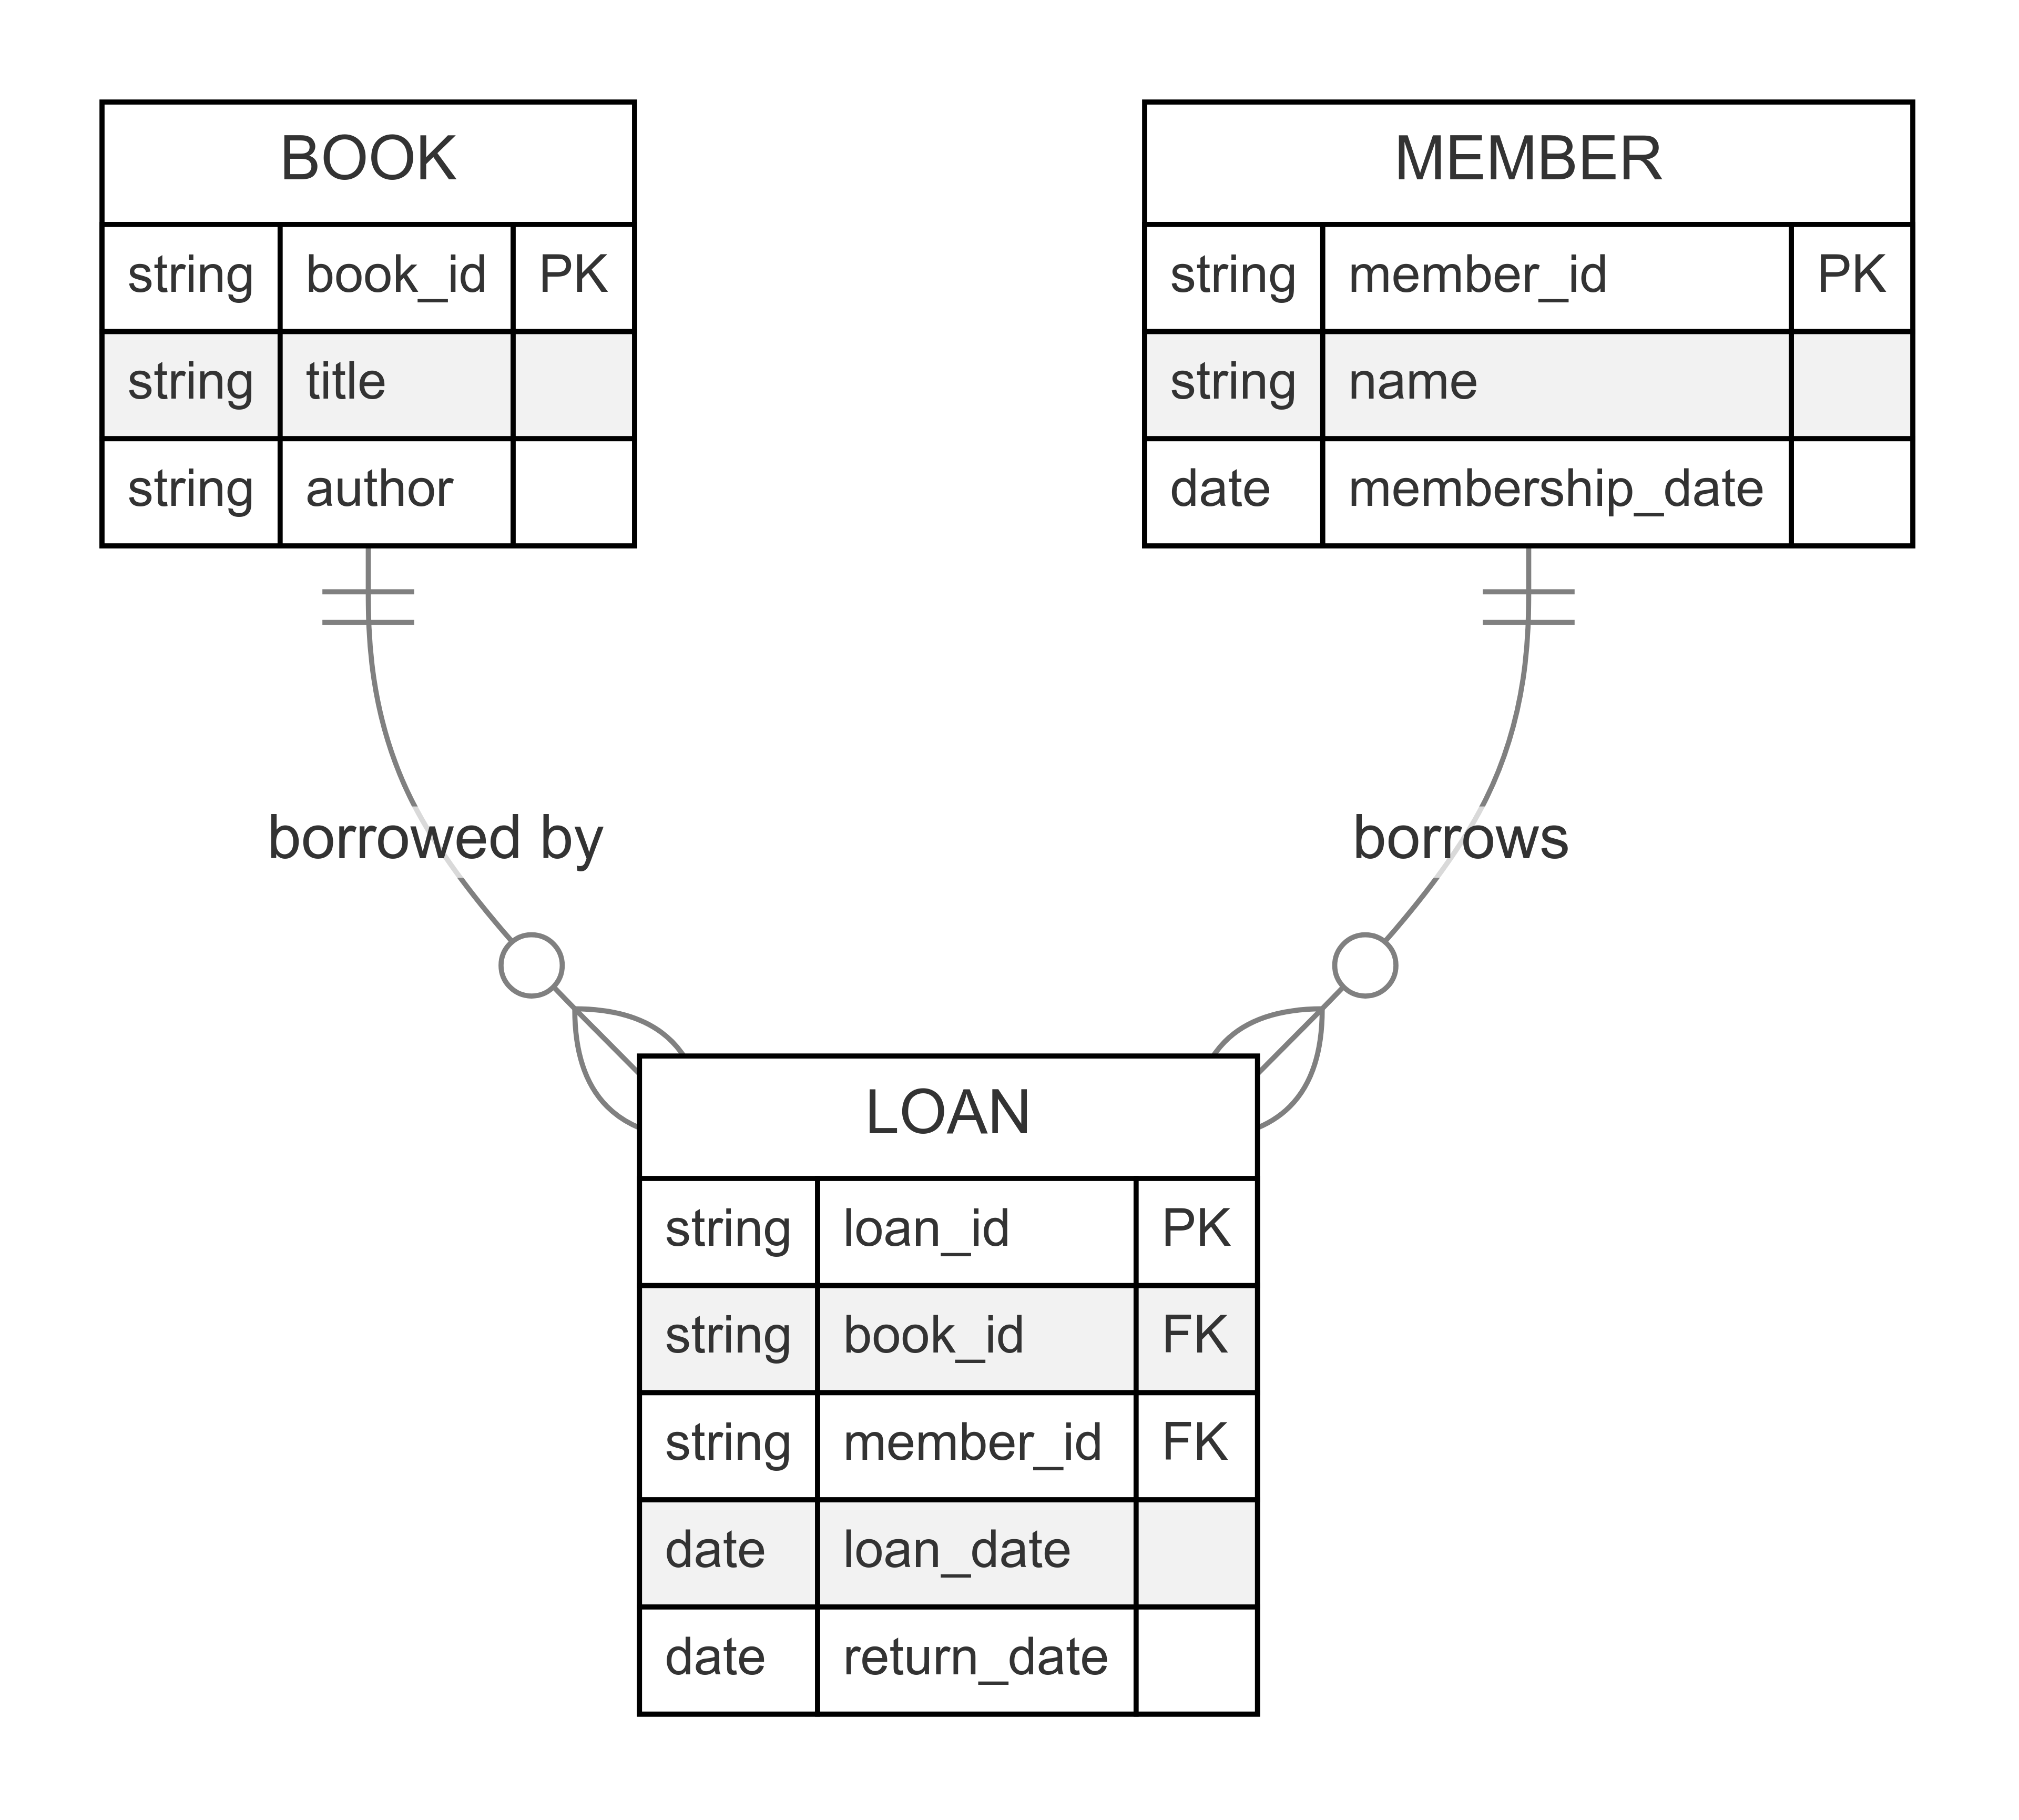 BOOK
string book_id PK
string title
string author
MEMBER
string member_id PK
string name
date membership_date
borrowed by
borrows
LOAN
string loan_id PK
string book_id FK
string member_id FK
date loan_date
date return_date